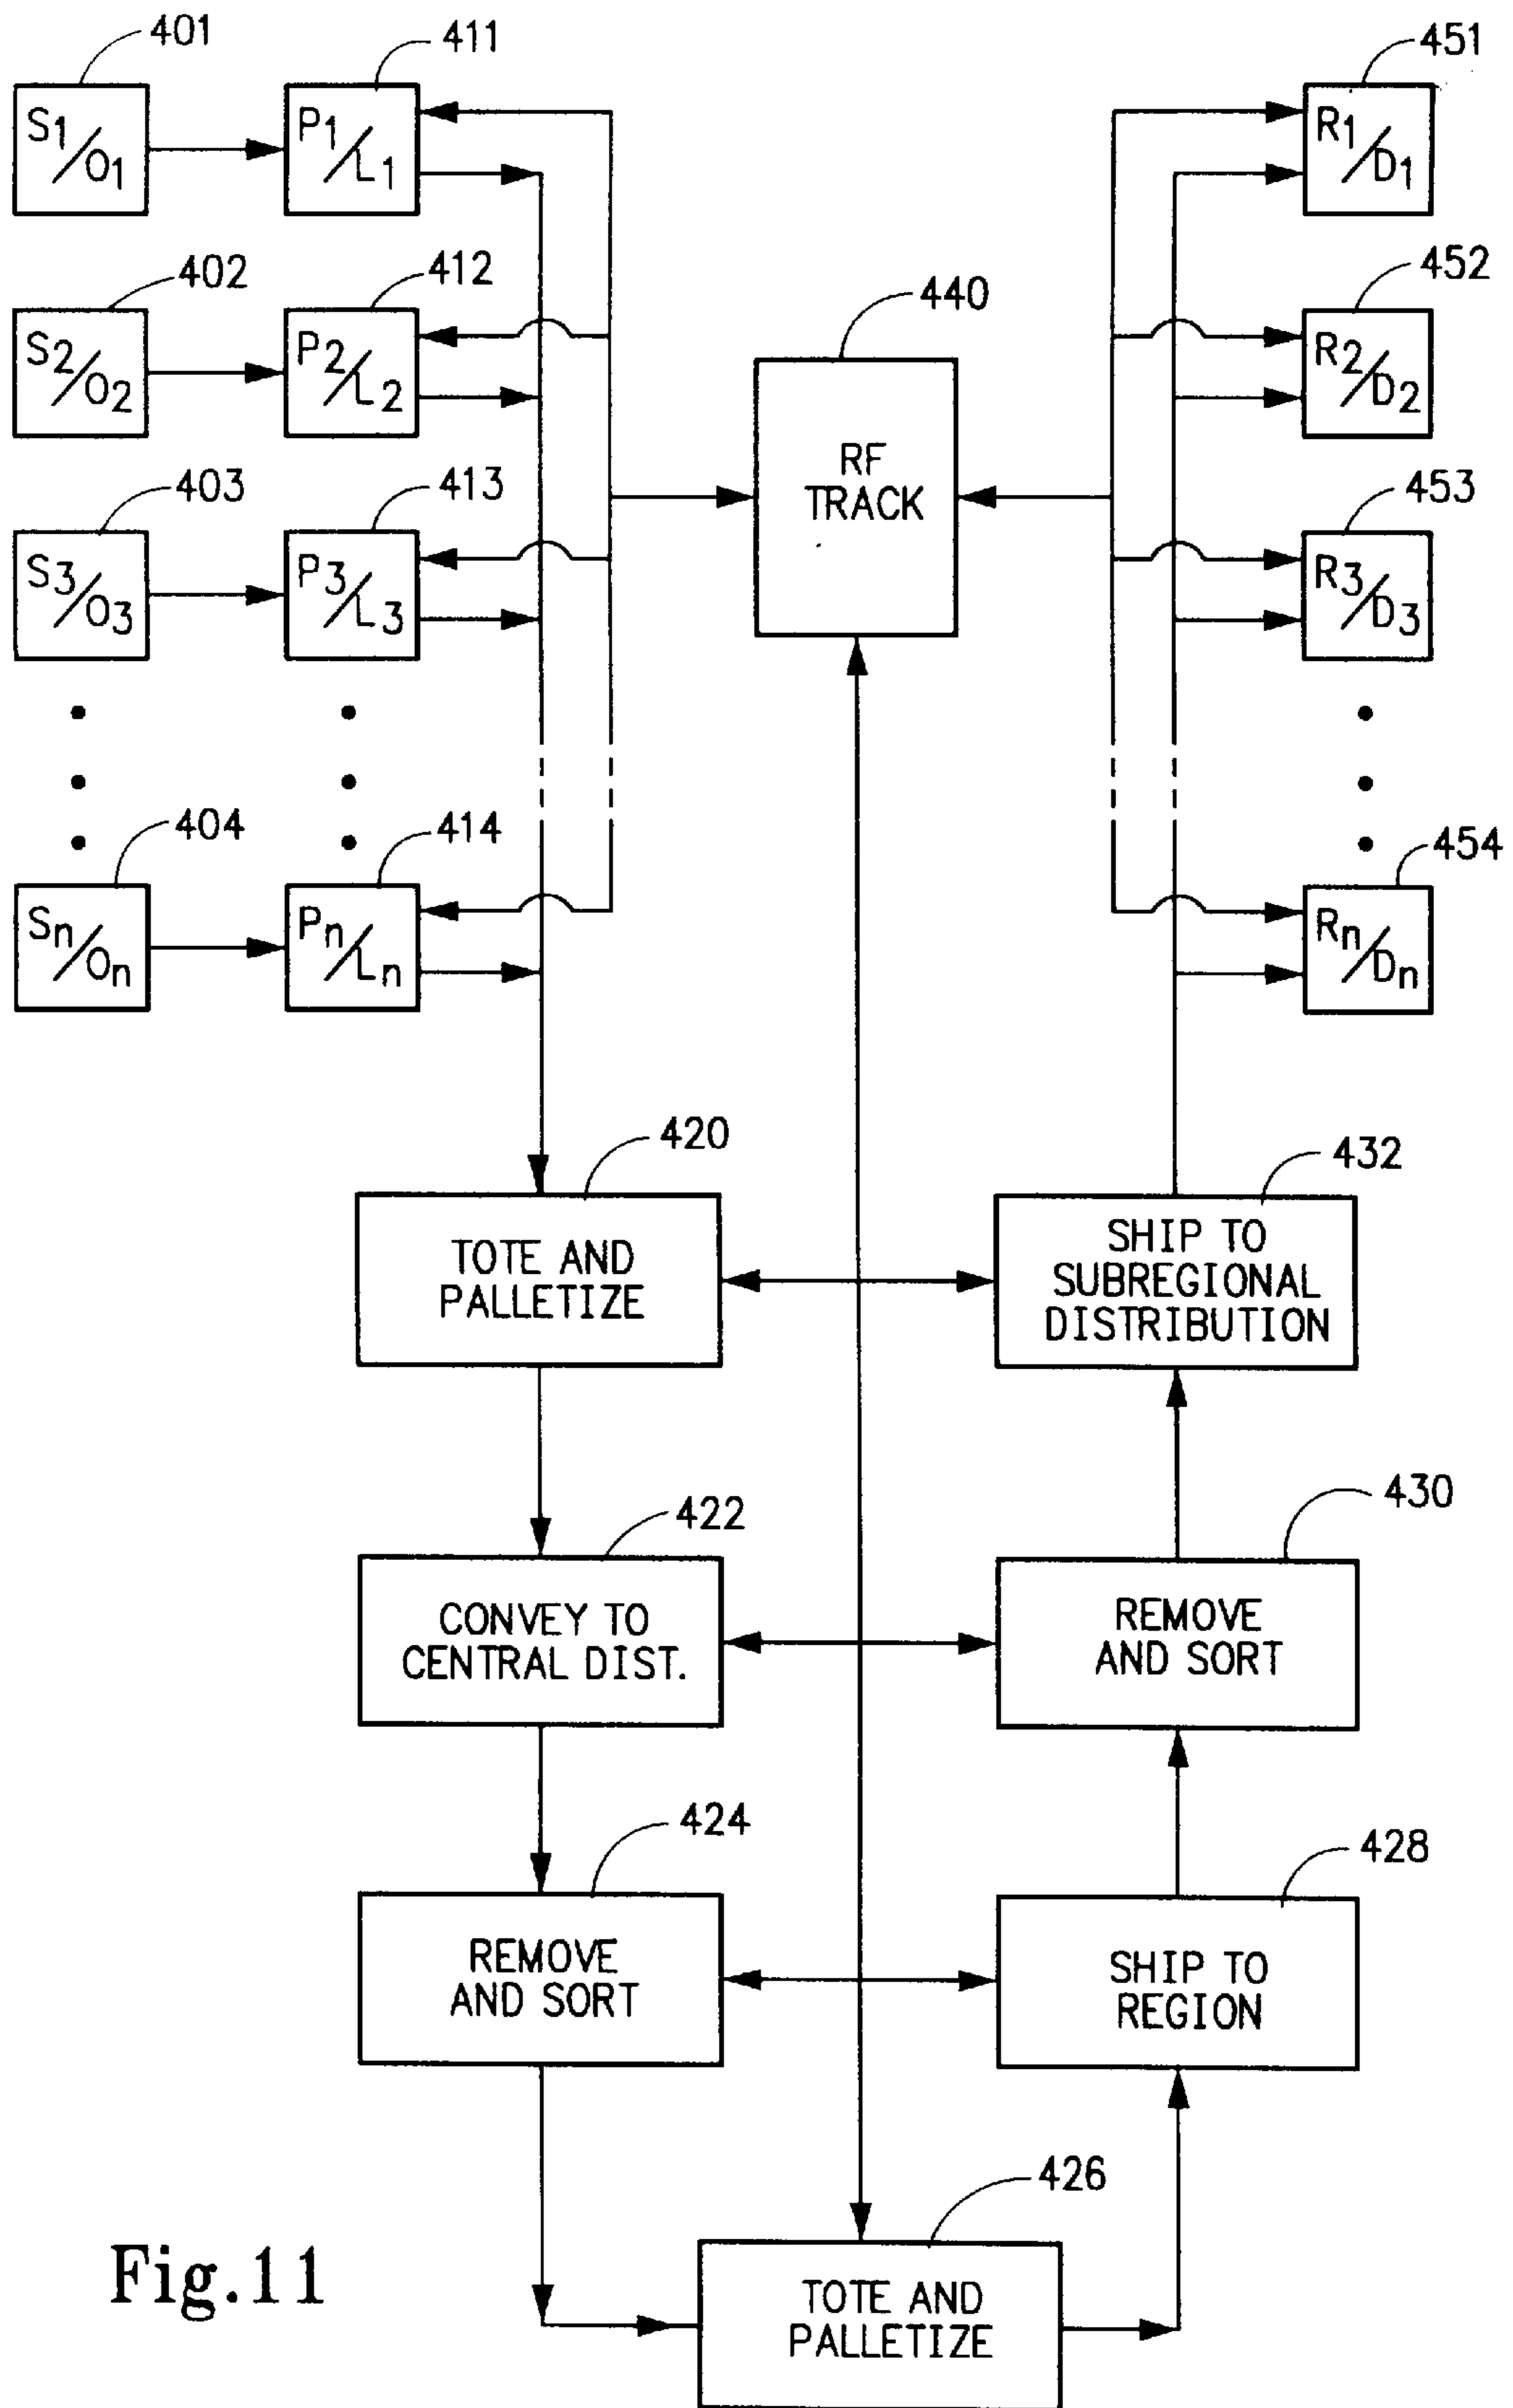 401
411
451
S1/O1
P1/L1
R1/D1
402
412
440
452
S2/O2
P2/L2
R2/D2
RF
TRACK
403
413
453
S3/O3
P3/L3
R3/D3
404
414
454
Sn/On
Pn/Ln
Rn/Dn
420
432
TOTE AND
PALLETIZE
SHIP TO
SUBREGIONAL
DISTRIBUTION
422
430
CONVEY TO
CENTRAL DIST.
REMOVE
AND SORT
424
428
REMOVE
AND SORT
SHIP TO
REGION
426
TOTE AND
PALLETIZE
Fig.11